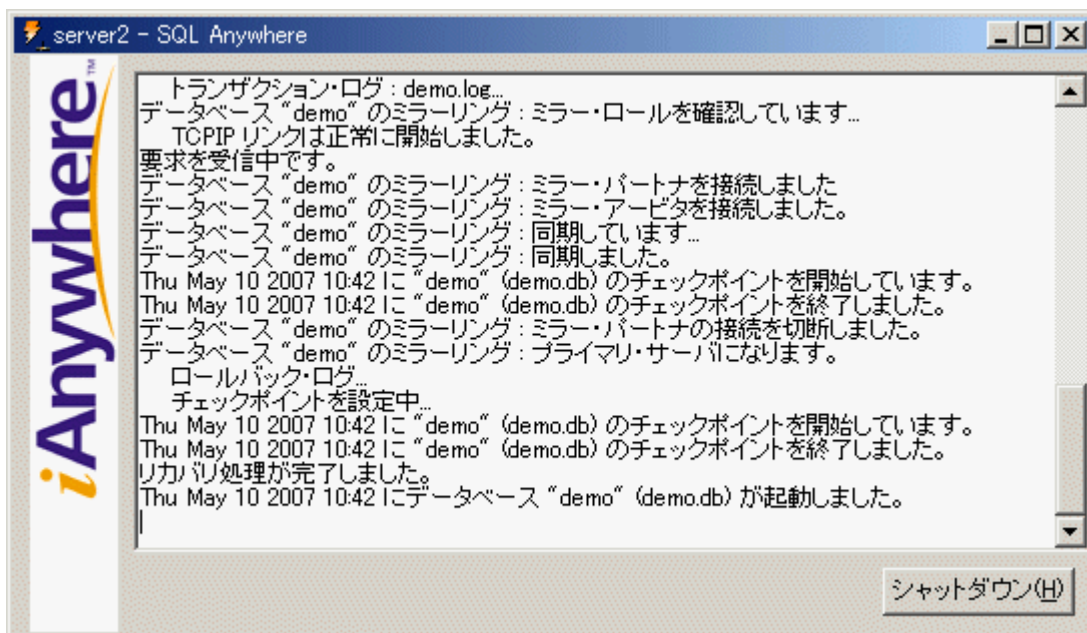 server2 - SQL Anywhere
iAnywhere™
トランザクション・ログ : demo.log...
データベース "demo" のミラーリング : ミラー・ロールを確認しています...
TCPIP リンクは正常に開始しました。
要求を受信中です。
データベース "demo" のミラーリング : ミラー・パートナを接続しました
データベース "demo" のミラーリング : ミラー・アービタを接続しました。
データベース "demo" のミラーリング : 同期しています...
データベース "demo" のミラーリング : 同期しました。
Thu May 10 2007 10:42 に "demo" (demo.db) のチェックポイントを開始しています。
Thu May 10 2007 10:42 に "demo" (demo.db) のチェックポイントを終了しました。
データベース "demo" のミラーリング : ミラー・パートナの接続を切断しました。
データベース "demo" のミラーリング : プライマリ・サーバになります。
ロールバック・ログ...
チェックポイントを設定中...
Thu May 10 2007 10:42 に "demo" (demo.db) のチェックポイントを開始しています。
Thu May 10 2007 10:42 に "demo" (demo.db) のチェックポイントを終了しました。
リカバリ処理が完了しました。
Thu May 10 2007 10:42 にデータベース "demo" (demo.db) が起動しました。
シャットダウン(H)